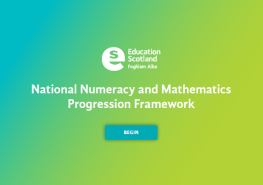 Education
Scotland
Foghlam Alba
National Numeracy and Mathematics
Progression Framework
BEGIN